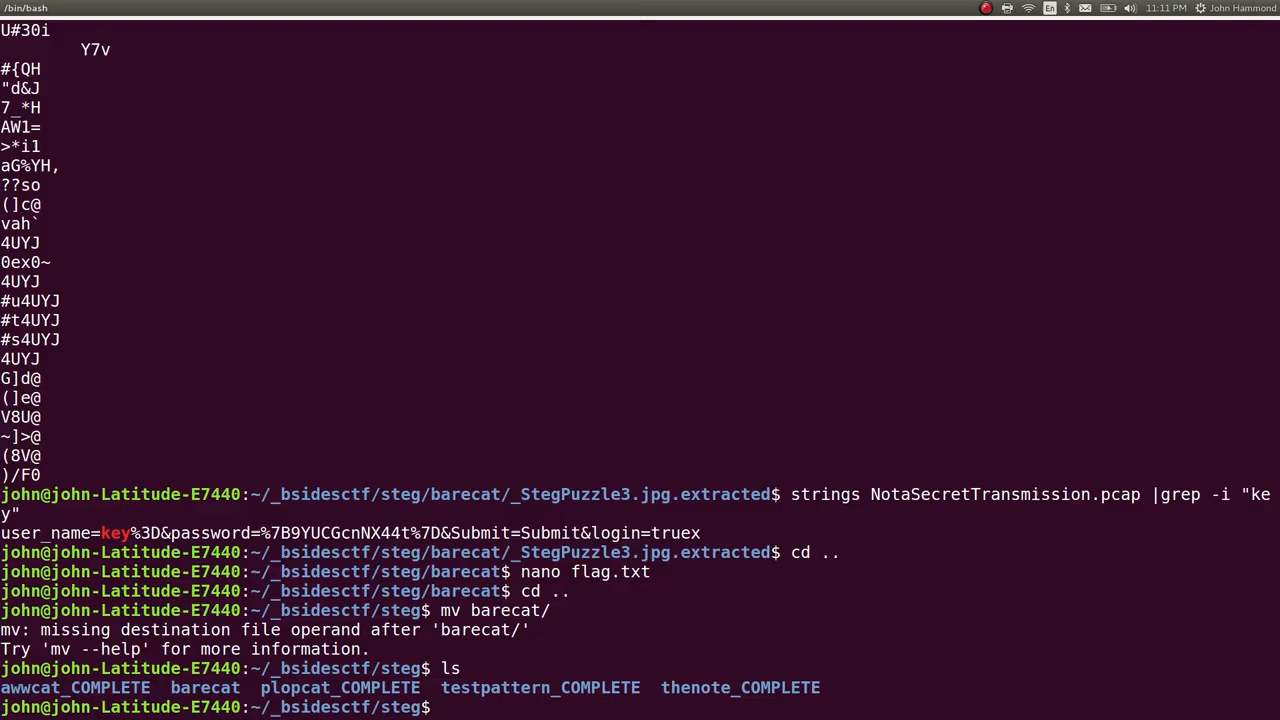 /bin/bash
En
11:11 PM
John Hammond
U#30i
Y7v
#{QH
"d&J
7_*H
AW1=
>*i1
aG%YH,
??so
(]c@
vah`
4UYJ
0ex0~
4UYJ
#u4UYJ
#t4UYJ
#s4UYJ
4UYJ
G]d@
(]e@
V8U@
~]>@
(8V@
)/F0
john@john-Latitude-E7440:~/_bsidesctf/steg/barecat/_StegPuzzle3.jpg.extracted$ strings NotaSecretTransmission.pcap |grep -i "ke
y"
user_name=key%3D&password=%7B9YUCGcnNX44t%7D&Submit=Submit&login=truex
john@john-Latitude-E7440:~/_bsidesctf/steg/barecat/_StegPuzzle3.jpg.extracted$ cd ..
john@john-Latitude-E7440:~/_bsidesctf/steg/barecat$ nano flag.txt
john@john-Latitude-E7440:~/_bsidesctf/steg/barecat$ cd ..
john@john-Latitude-E7440:~/_bsidesctf/steg$ mv barecat/
mv: missing destination file operand after 'barecat/'
Try 'mv --help' for more information.
john@john-Latitude-E7440:~/_bsidesctf/steg$ ls
awwcat_COMPLETE  barecat  plopcat_COMPLETE  testpattern_COMPLETE  thenote_COMPLETE
john@john-Latitude-E7440:~/_bsidesctf/steg$